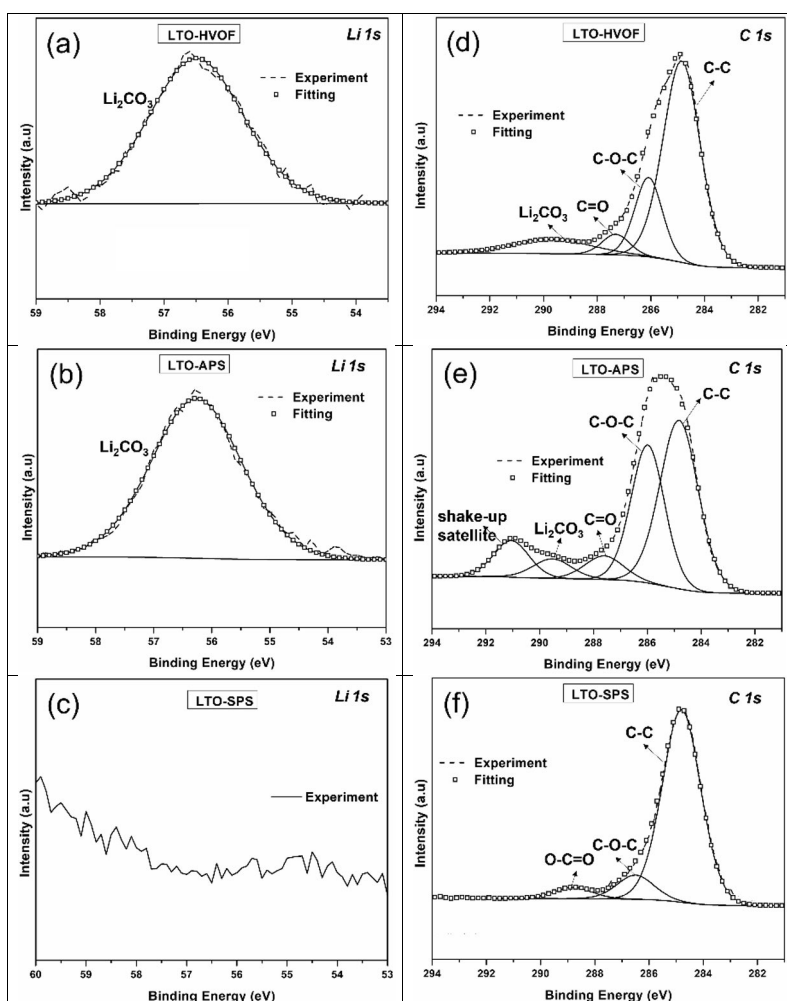 (a)
LTO-HVOF
Li 1s
Li₂CO₃
Experiment
Fitting
Intensity (a.u)
59 58 57 56 55 54
Binding Energy (eV)
(d)
LTO-HVOF
C 1s
C-C
Experiment
Fitting
C-O-C
C=O
Li₂CO₃
Intensity (a.u)
294 292 290 288 286 284 282
Binding Energy (eV)
(b)
LTO-APS
Li 1s
Experiment
Fitting
Li₂CO₃
Intensity (a.u)
59 58 57 56 55 54 53
Binding Energy (eV)
(e)
LTO-APS
C 1s
C-C
C-O-C
Experiment
Fitting
shake-up
satellite
Li₂CO₃
C=O
Intensity (a.u)
294 292 290 288 286 284 282
Binding Energy (eV)
(c)
LTO-SPS
Li 1s
Experiment
Intensity (a.u)
60 59 58 57 56 55 54 53
Binding Energy (eV)
(f)
LTO-SPS
C 1s
C-C
Experiment
Fitting
C-O-C
O-C=O
Intensity (a.u)
294 292 290 288 286 284 282
Binding Energy (eV)